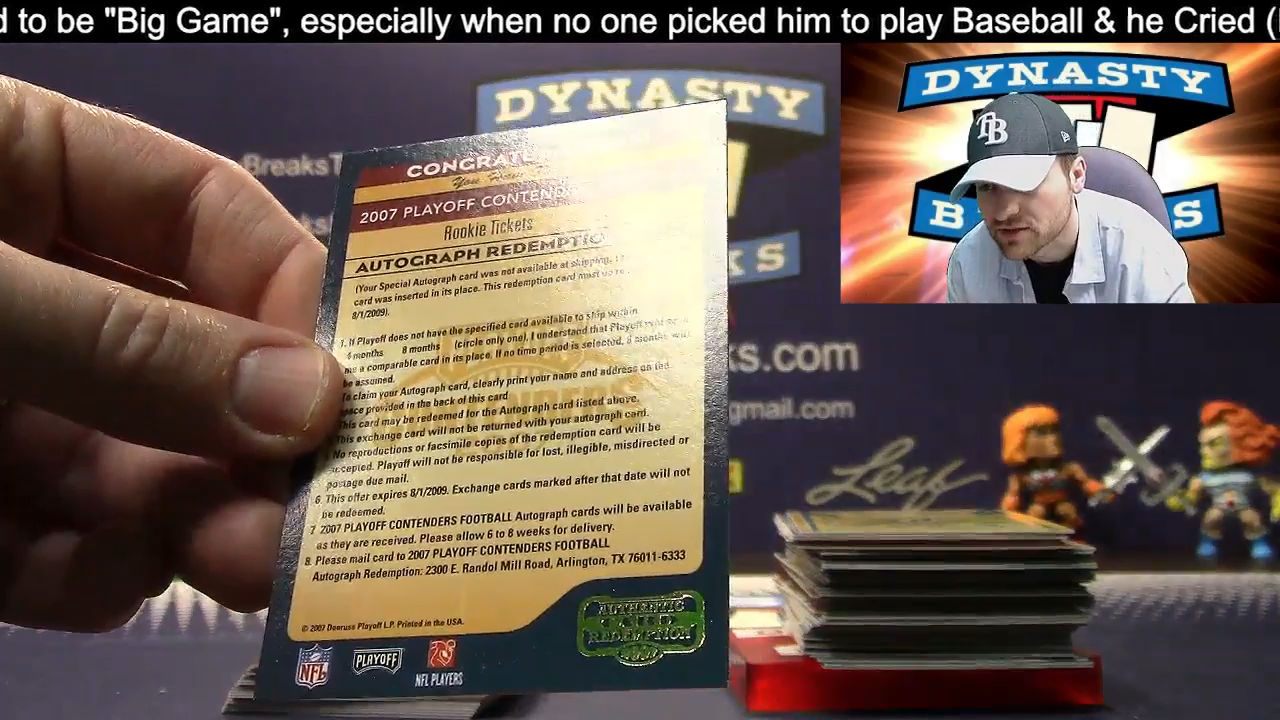 d to be "Big Game", especially when no one picked him to play Baseball & he Cried (
DYNASTY
DYNASTY
TB
BreaksT
KS
ks.com
gmail.com
Leaf
2007 PLAYOFF
Rookie Tickets
AUTOGRAPH
(Your Special Autograph card was not available at shipping.
card was inserted in its place. This redemption card must
8/1/2009).
1. If Playoff does not have the specified card available to ship within
months 8 months (circle only one), I understand that Playoff
me a comparable card in its place. If no time period is selected, 8 months will
be assumed.
To claim your Autograph card, clearly print your name and address on the
provided in the back of this card
This card may be redeemed for the Autograph card listed above.
This exchange card will not be returned with your autograph card.
No reproductions or facsimile copies of the redemption card will be
accepted. Playoff will not be responsible for lost, illegible, misdirected or
postage due mail.
6. This offer expires 8/1/2009. Exchange cards marked after that date will not
be redeemed.
7 2007 PLAYOFF CONTENDERS FOOTBALL Autograph cards will be available
as they are received. Please allow 6 to 8 weeks for delivery.
8. Please mail card to 2007 PLAYOFF CONTENDERS FOOTBALL
Autograph Redemption: 2300 E. Randol Mill Road, Arlington, TX 76011-6333
© 2007 Donruss Playoff L.P. Printed in the USA.
AUTHENTIC
CARD
REDEMPTION
2007
NFL
PLAYOFF
NFL PLAYERS